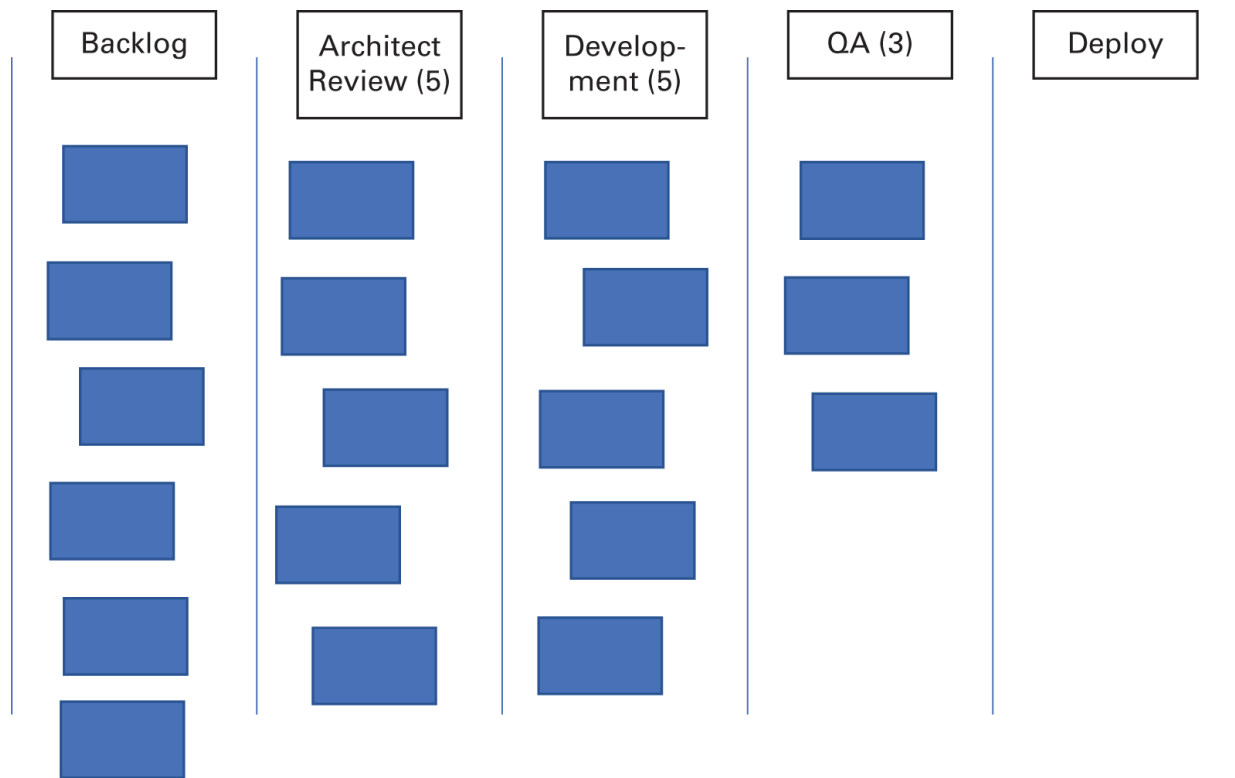 Backlog
Architect
Review (5)
Develop-
ment (5)
QA (3)
Deploy